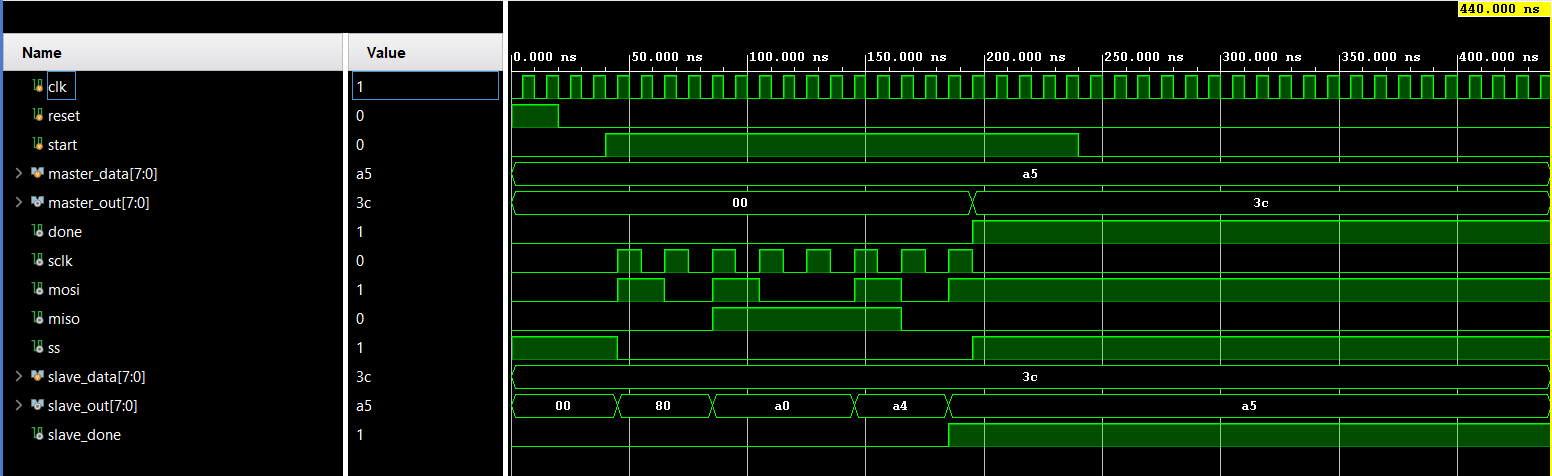 440.000 ns
Name Value
0.000 ns 50.000 ns 100.000 ns 150.000 ns 200.000 ns 250.000 ns 300.000 ns 350.000 ns 400.000 ns
clk 1
reset 0
start 0
master_data[7:0] a5 a5
master_out[7:0] 3c 00 3c
done 1
sclk 0
mosi 1
miso 0
ss 1
slave_data[7:0] 3c 3c
slave_out[7:0] a5 00 80 a0 a4 a5
slave_done 1